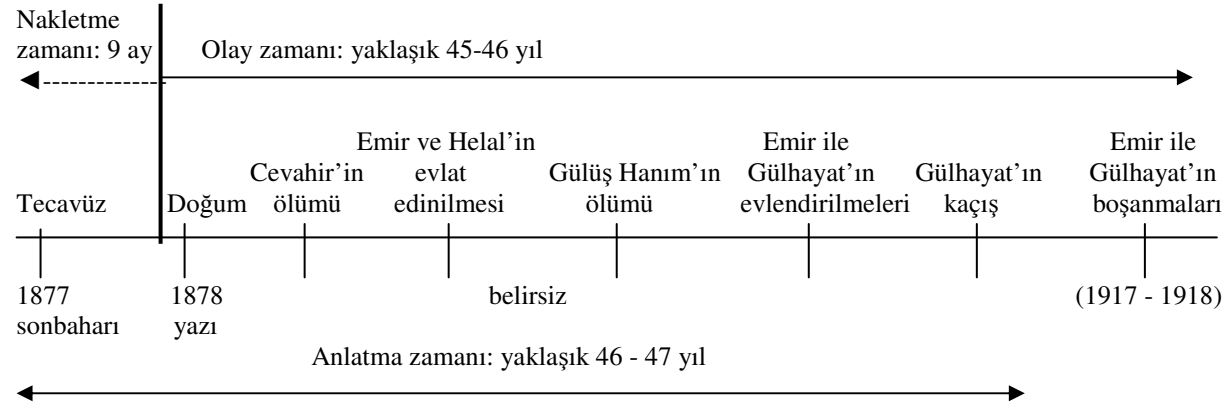 Nakletme
zamanı: 9 ay
Olay zamanı: yaklaşık 45-46 yıl
Tecavüz
Doğum
Cevahir’in
ölümü
Emir ve Helal’in
evlat
edinilmesi
Gülüş Hanım’ın
ölümü
Emir ile
Gülhayat’ın
evlendirilmeleri
Gülhayat’ın
kaçış
Emir ile
Gülhayat’ın
boşanmaları
1877
sonbaharı
1878
yazı
belirsiz
(1917 - 1918)
Anlatma zamanı: yaklaşık 46 - 47 yıl